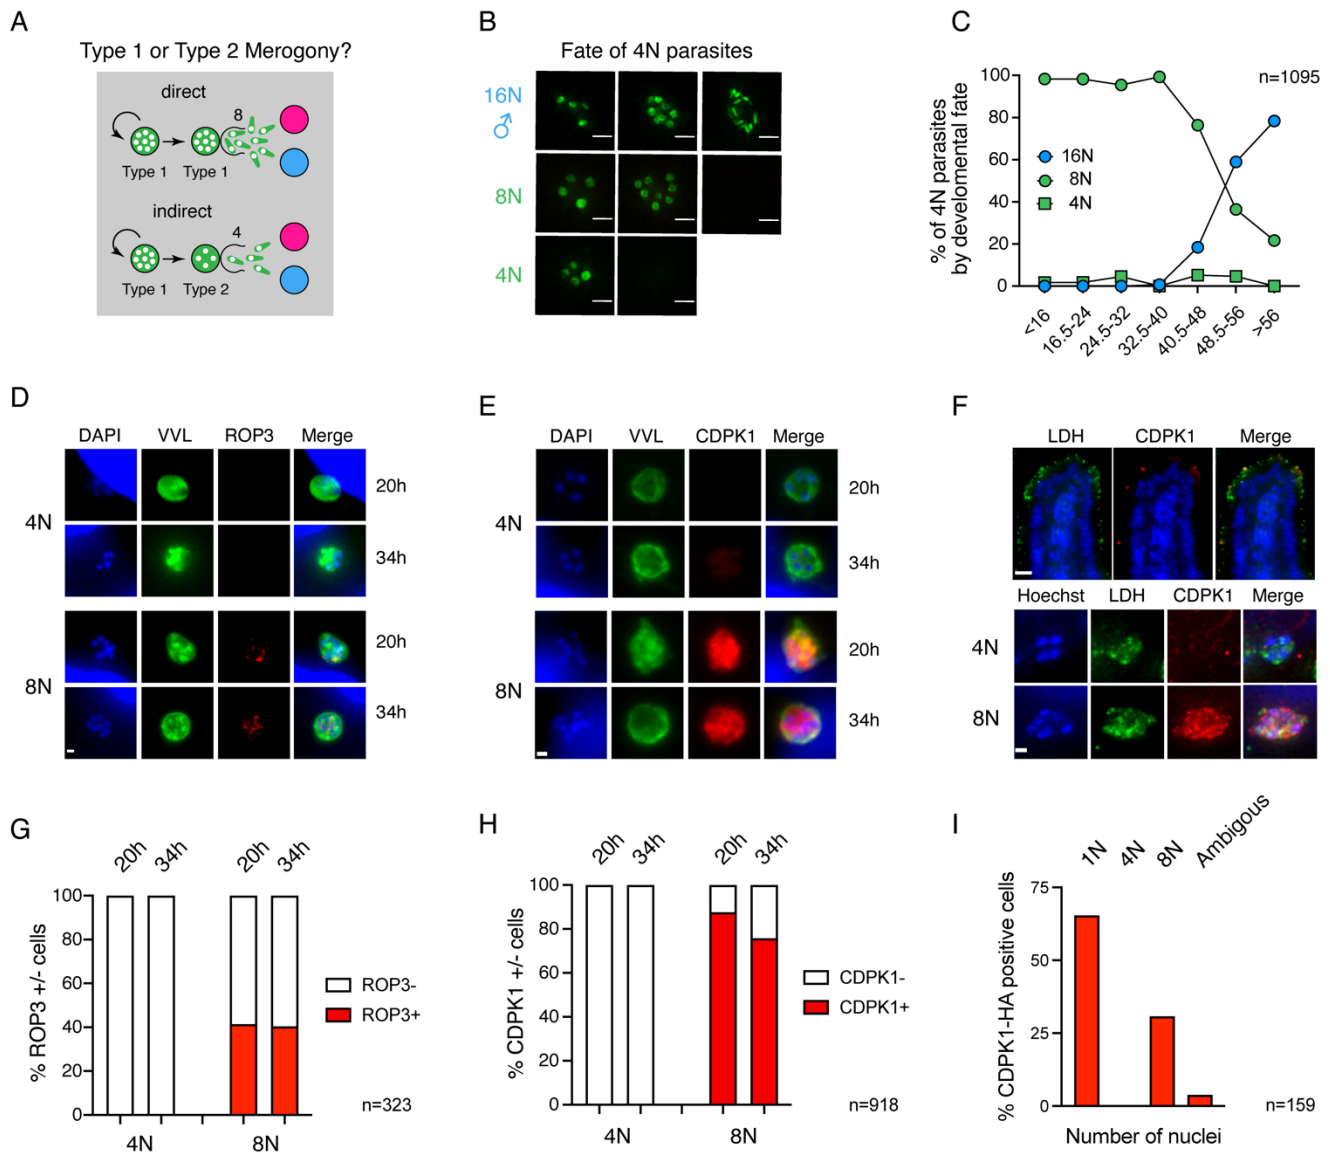 A
Type 1 or Type 2 Merogony?
direct
8
Type 1 Type 1
indirect
4
Type 1 Type 2
B
Fate of 4N parasites
16N
♂
8N
4N
C
n=1095
% of 4N parasites
by develomental fate
100
80
60
40
20
0
16N
8N
4N
<16
16.5-24
24.5-32
32.5-40
40.5-48
48.5-56
>56
D
DAPI VVL ROP3 Merge
4N
20h
34h
8N
20h
34h
E
DAPI VVL CDPK1 Merge
4N
20h
34h
8N
20h
34h
F
LDH CDPK1 Merge
Hoechst LDH CDPK1 Merge
4N
8N
G
20h 34h 20h 34h
% ROP3 +/- cells
100
80
60
40
20
0
4N 8N
ROP3-
ROP3+
n=323
H
20h 34h 20h 34h
% CDPK1 +/- cells
100
80
60
40
20
0
4N 8N
CDPK1-
CDPK1+
n=918
I
1N 4N 8N Ambigous
% CDPK1-HA positive cells
75
50
25
0
Number of nuclei
n=159